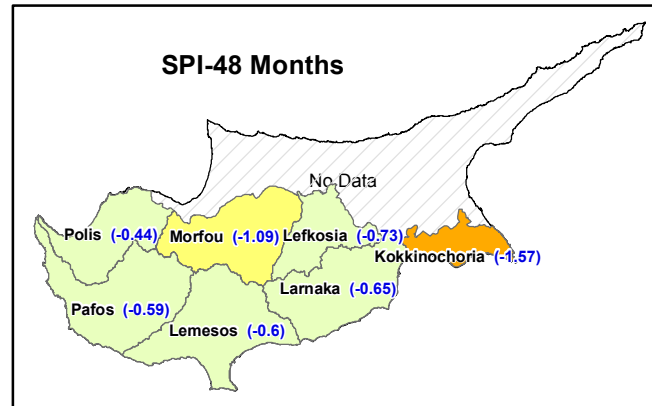 SPI-48 Months
No Data
Polis (-0.44)
Morfou (-1.09)
Lefkosia (-0.73)
Kokkinochoria (-1.57)
Larnaka (-0.65)
Pafos (-0.59)
Lemesos (-0.6)